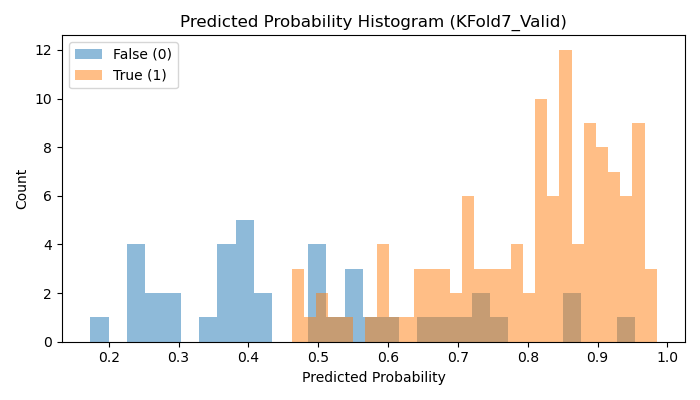 Predicted Probability Histogram (KFold7_Valid)
False (0)
True (1)
Count
12
10
8
6
4
2
0
0.2 0.3 0.4 0.5 0.6 0.7 0.8 0.9 1.0
Predicted Probability